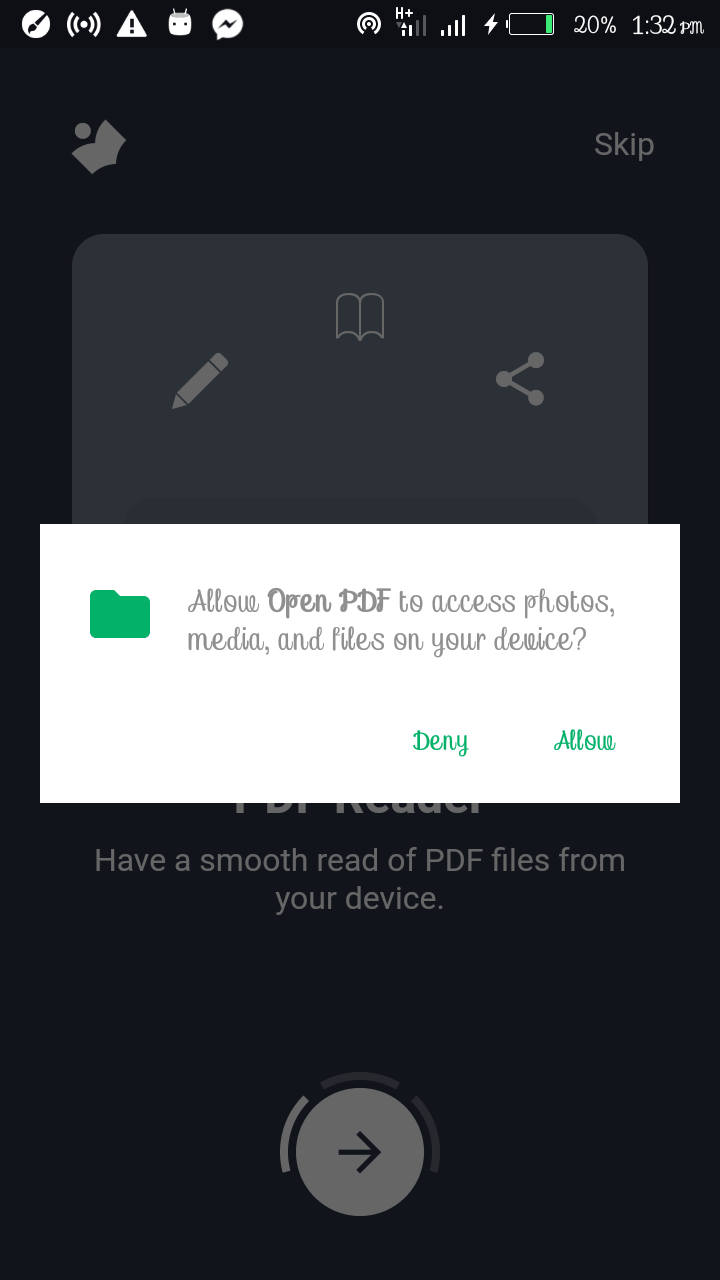 H+
20% 1:32 pm
Skip
Allow Open PDF to access photos,
media, and files on your device?
Deny Allow
PDF Reader
Have a smooth read of PDF files from
your device.